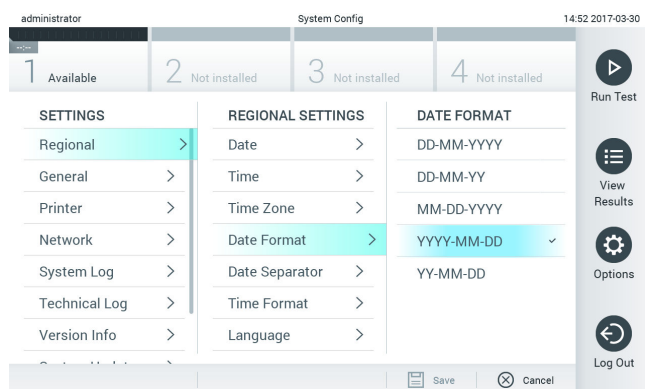 administrator System Config 14:52 2017-03-30
--:--
1 Available 2 Not installed 3 Not installed 4 Not installed
Run Test
SETTINGS REGIONAL SETTINGS DATE FORMAT
Regional Date DD-MM-YYYY
General Time DD-MM-YY
View
Results
Printer Time Zone MM-DD-YYYY
Network Date Format YYYY-MM-DD
System Log Date Separator YY-MM-DD
Options
Technical Log Time Format
Version Info Language
Log Out
Save Cancel